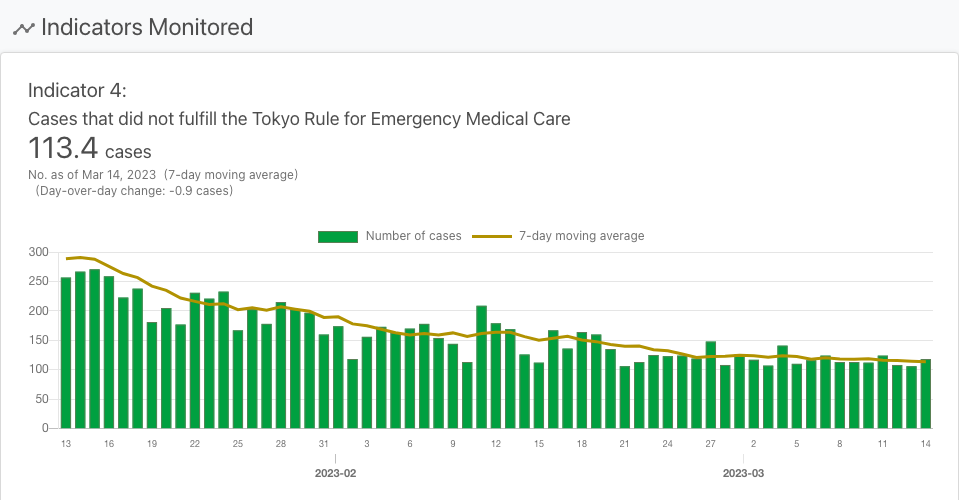 Indicators Monitored
Indicator 4:
Cases that did not fulfill the Tokyo Rule for Emergency Medical Care
113.4 cases
No. as of Mar 14, 2023 (7-day moving average)
(Day-over-day change: -0.9 cases)
Number of cases 7-day moving average
300
250
200
150
100
50
0
13 16 19 22 25 28 31 3 6 9 12 15 18 21 24 27 2 5 8 11 14
2023-02 2023-03